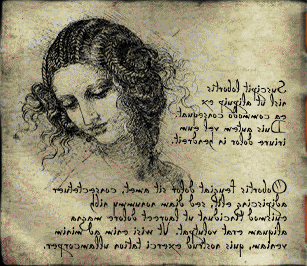 Suscipit lobortis
nisl ut aliquip ex
ea commodo consequat.
Duis autem vel eum
iriure dolor in hendrerit.
feugiat dolor sit amet, consectetuer
adipiscing elit, sed diam nonummy nibh
euismod tincidunt ut laoreet dolore magna
aliquam erat volutpat. Ut wisi enim ad minim
veniam, quis nostrud exerci tation ullamcorper.